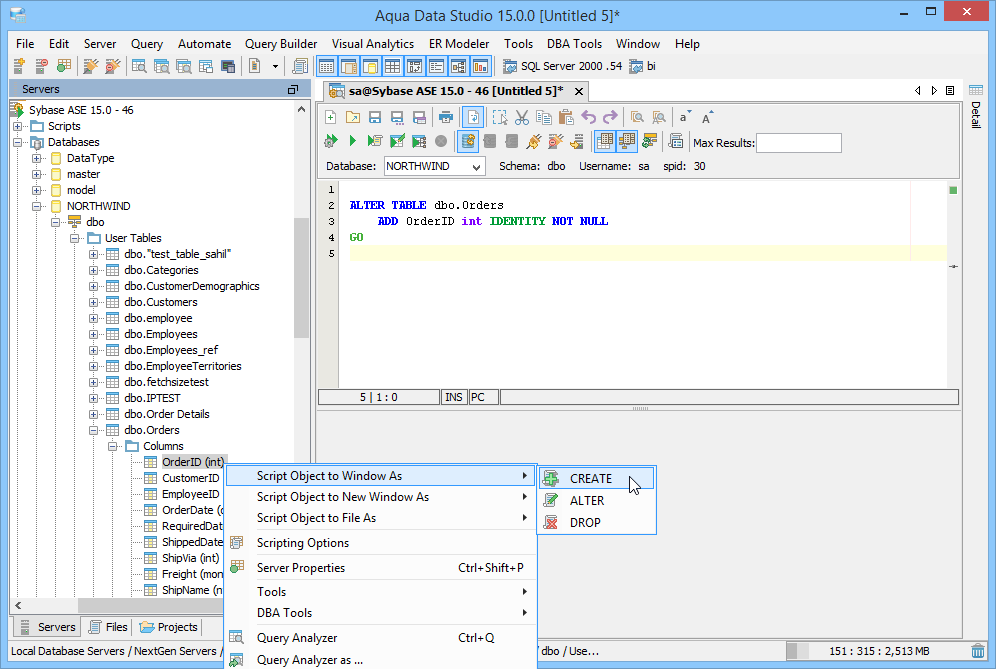 Aqua Data Studio 15.0.0 [Untitled 5]*
File Edit Server Query Automate Query Builder Visual Analytics ER Modeler Tools DBA Tools Window Help
SQL Server 2000 .54 bi
Servers
sa@Sybase ASE 15.0 - 46 [Untitled 5]*
Detail
Sybase ASE 15.0 - 46
Scripts
Databases
DataType
master
model
NORTHWIND
dbo
User Tables
dbo."test_table_sahil"
dbo.Categories
dbo.CustomerDemographics
dbo.Customers
dbo.employee
dbo.Employees
dbo.Employees_ref
dbo.EmployeeTerritories
dbo.fetchsizetest
dbo.IPTEST
dbo.Order Details
dbo.Orders
Columns
OrderID (int)
CustomerID
EmployeeID
OrderDate (
RequiredDat
ShippedDate
ShipVia (int)
Freight (mon
ShipName (n
Servers Files Projects
Max Results:
Database: NORTHWIND Schema: dbo Username: sa spid: 30
1
2 ALTER TABLE dbo.Orders
3 ADD OrderID int IDENTITY NOT NULL
4 GO
5
5 | 1 : 0 INS PC
Script Object to Window As
Script Object to New Window As
Script Object to File As
Scripting Options
Server Properties Ctrl+Shift+P
Tools
DBA Tools
Query Analyzer Ctrl+Q
Query Analyzer as ...
CREATE
ALTER
DROP
Local Database Servers / NextGen Servers / / dbo / Use...
151 : 315 : 2,513 MB